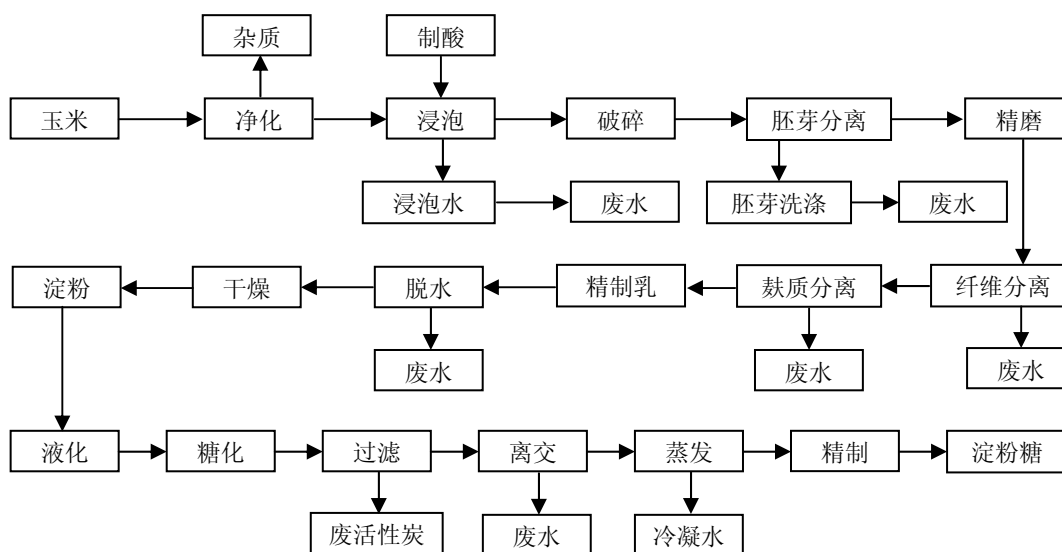 杂质 制酸
玉米 净化 浸泡 破碎 胚芽分离 精磨
浸泡水 废水 胚芽洗涤 废水
淀粉 干燥 脱水 精制乳 麸质分离 纤维分离
废水 废水 废水
液化 糖化 过滤 离交 蒸发 精制 淀粉糖
废活性炭 废水 冷凝水